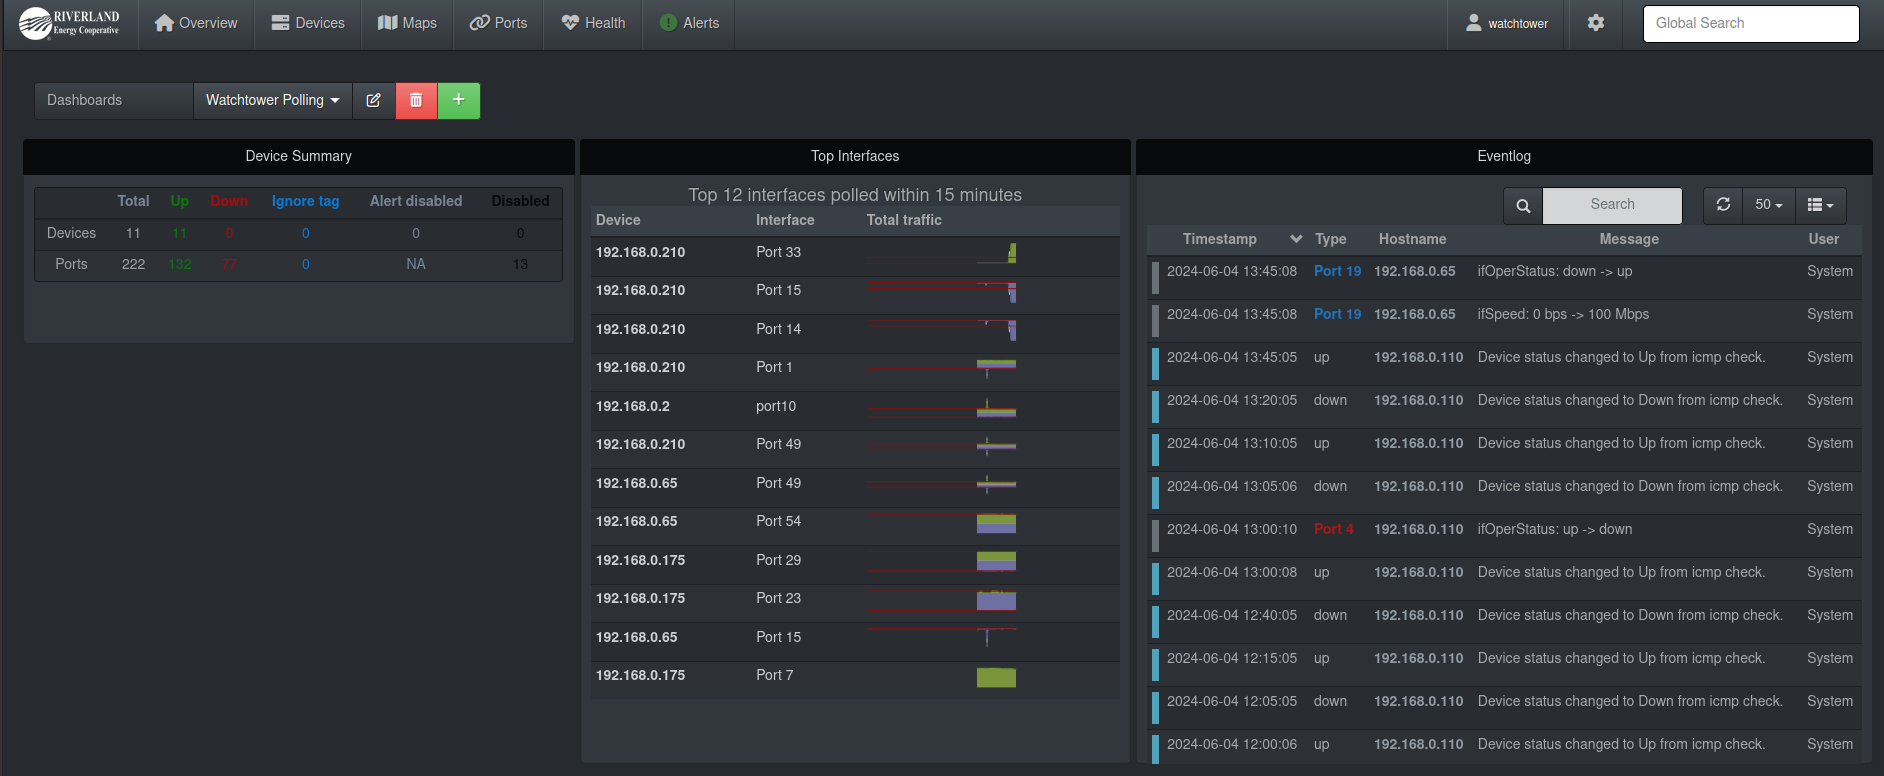 RIVERLAND
Energy Cooperative
Overview Devices Maps Ports Health Alerts watchtower Global Search
Dashboards Watchtower Polling
Device Summary
Total Up Down Ignore tag Alert disabled Disabled
Devices 11 11 0 0 0 0
Ports 222 132 77 0 NA 13
Top Interfaces
Top 12 interfaces polled within 15 minutes
Device Interface Total traffic
192.168.0.210 Port 33
192.168.0.210 Port 15
192.168.0.210 Port 14
192.168.0.210 Port 1
192.168.0.2 port10
192.168.0.210 Port 49
192.168.0.65 Port 49
192.168.0.65 Port 54
192.168.0.175 Port 29
192.168.0.175 Port 23
192.168.0.65 Port 15
192.168.0.175 Port 7
Eventlog
Search 50
Timestamp Type Hostname Message User
2024-06-04 13:45:08 Port 19 192.168.0.65 ifOperStatus: down -> up System
2024-06-04 13:45:08 Port 19 192.168.0.65 ifSpeed: 0 bps -> 100 Mbps System
2024-06-04 13:45:05 up 192.168.0.110 Device status changed to Up from icmp check. System
2024-06-04 13:20:05 down 192.168.0.110 Device status changed to Down from icmp check. System
2024-06-04 13:10:05 up 192.168.0.110 Device status changed to Up from icmp check. System
2024-06-04 13:05:06 down 192.168.0.110 Device status changed to Down from icmp check. System
2024-06-04 13:00:10 Port 4 192.168.0.110 ifOperStatus: up -> down System
2024-06-04 13:00:08 up 192.168.0.110 Device status changed to Up from icmp check. System
2024-06-04 12:40:05 down 192.168.0.110 Device status changed to Down from icmp check. System
2024-06-04 12:15:05 up 192.168.0.110 Device status changed to Up from icmp check. System
2024-06-04 12:05:05 down 192.168.0.110 Device status changed to Down from icmp check. System
2024-06-04 12:00:06 up 192.168.0.110 Device status changed to Up from icmp check. System